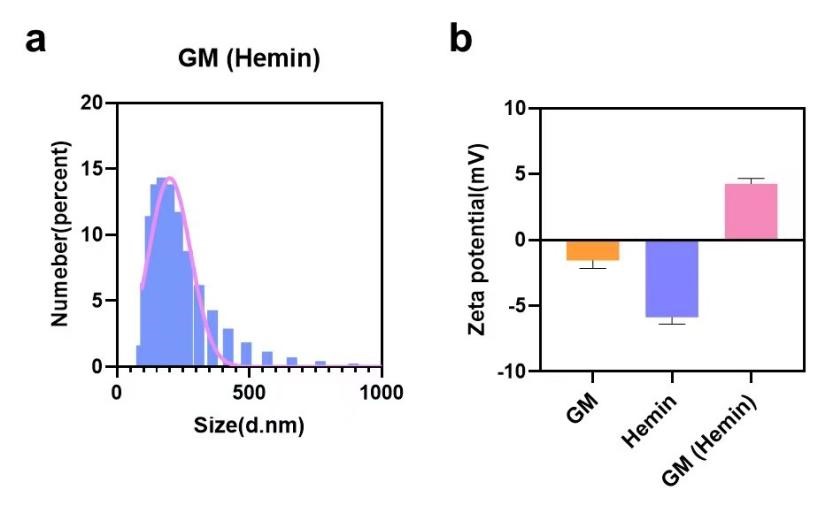 a
GM (Hemin)
20
15
10
5
0
Numeber(percent)
0
500
1000
Size(d.nm)
b
10
5
0
-5
-10
Zeta potential(mV)
GM
Hemin
GM (Hemin)